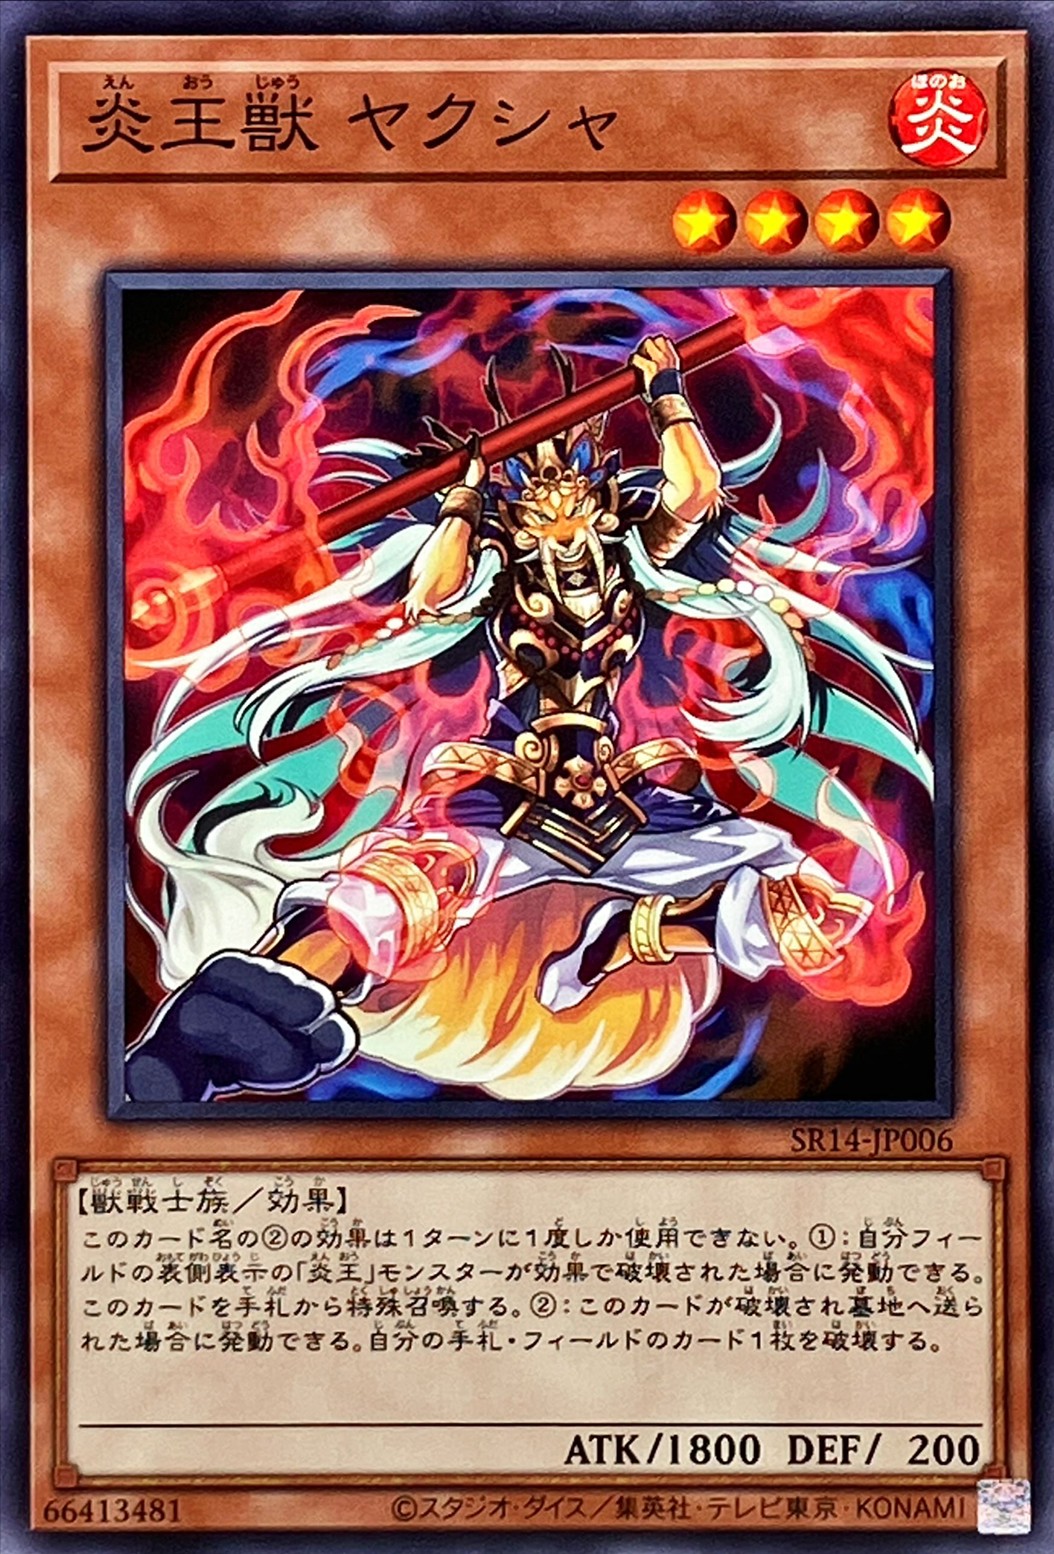 炎王獣 ヤクシャ
炎
SR14-JP006
【獣戦士族／効果】
このカード名の②の効果は１ターンに１度しか使用できない。①：自分フィー
ルドの表側表示の「炎王」モンスターが効果で破壊された場合に発動できる。
このカードを手札から特殊召喚する。②：このカードが破壊され墓地へ送ら
れた場合に発動できる。自分の手札・フィールドのカード１枚を破壊する。
ATK/1800 DEF/ 200
66413481
©スタジオ・ダイス／集英社・テレビ東京・KONAMI